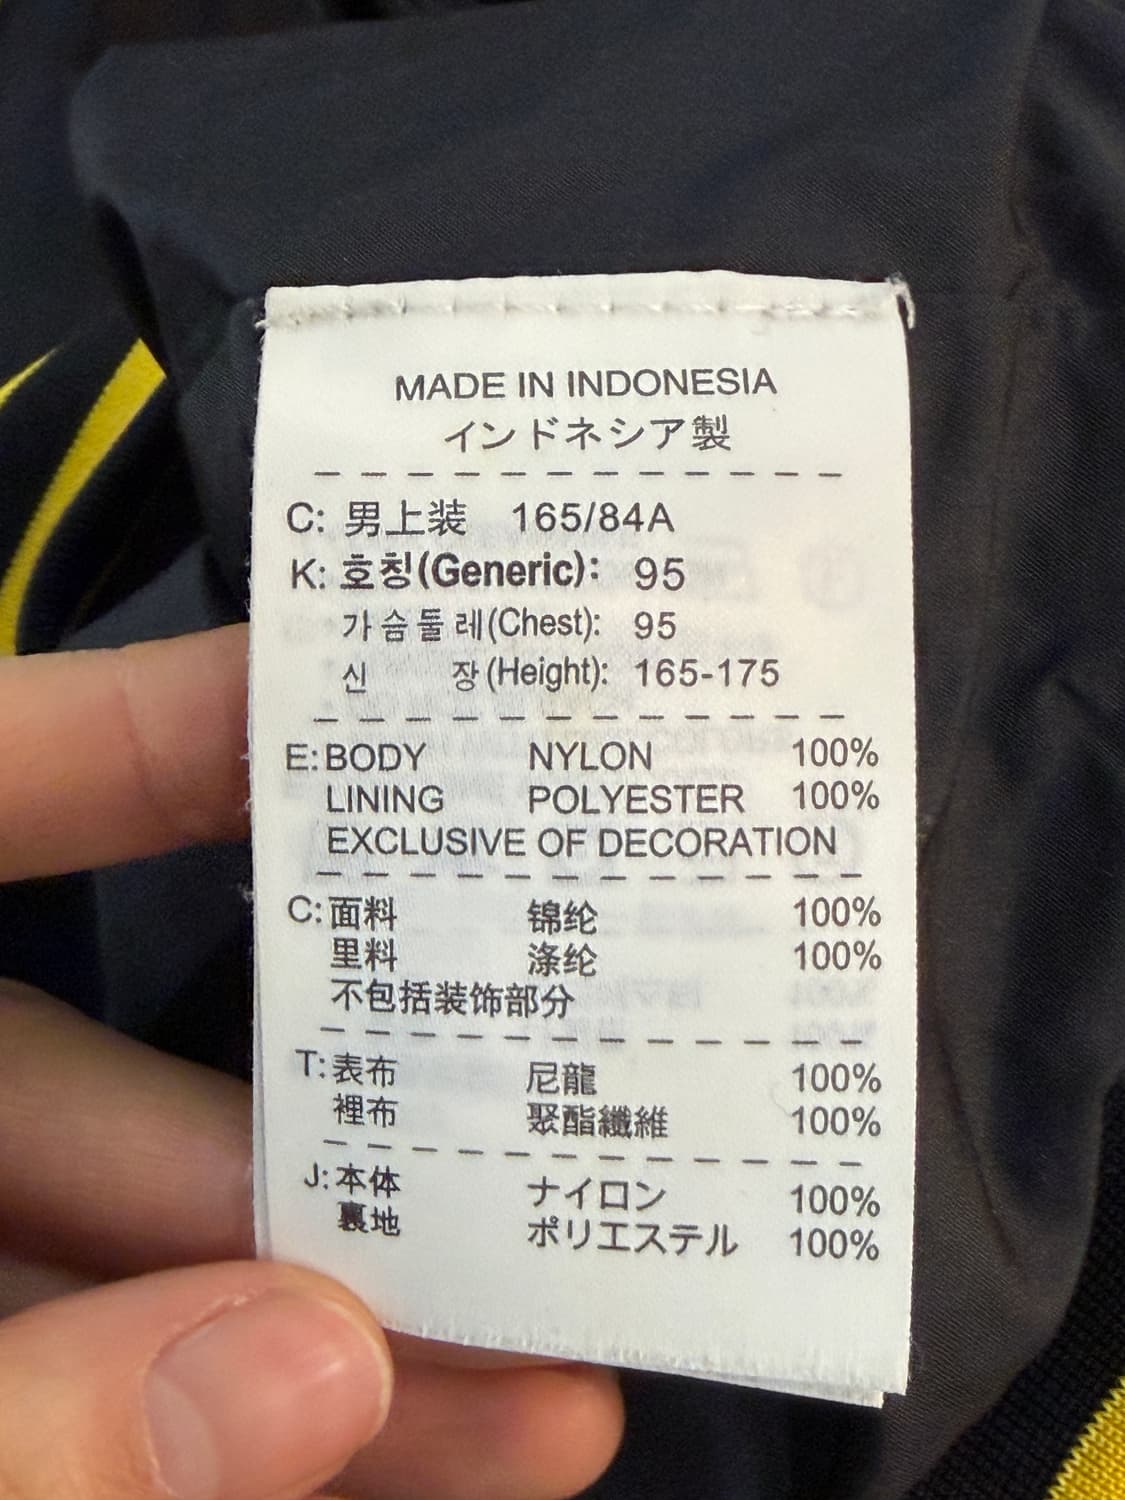 MADE IN INDONESIA
インドネシア製
C: 男上装 165/84A
K: 호칭(Generic): 95
가슴둘레(Chest): 95
신 장(Height): 165-175
E: BODY NYLON 100%
LINING POLYESTER 100%
EXCLUSIVE OF DECORATION
C: 面料 锦纶 100%
里料 涤纶 100%
不包括装饰部分
T: 表布 尼龍 100%
裡布 聚酯纖維 100%
J: 本体 ナイロン 100%
裏地 ポリエステル 100%